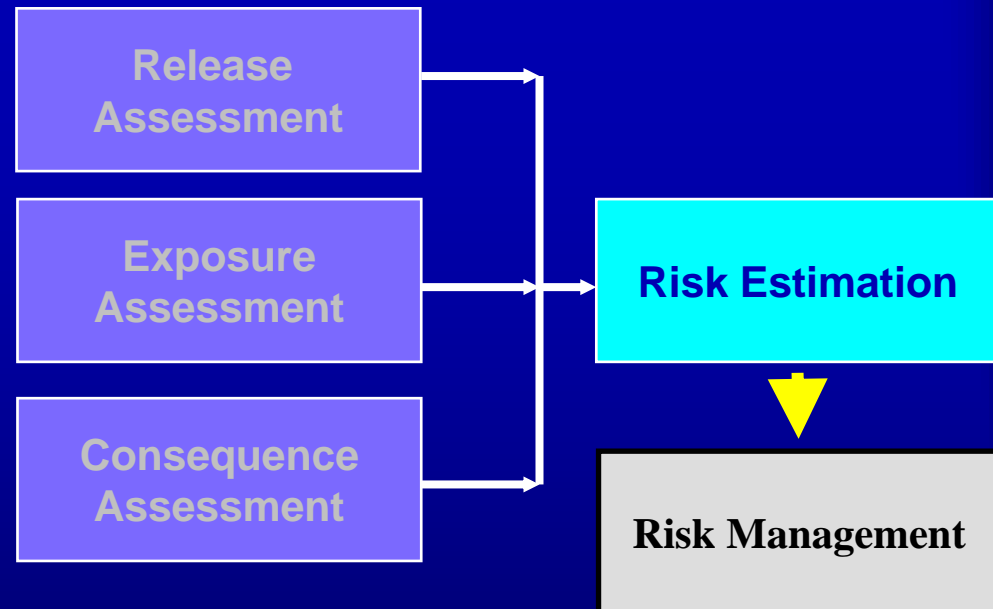 Release
Assessment
Exposure
Assessment
Risk Estimation
Consequence
Assessment
Risk Management